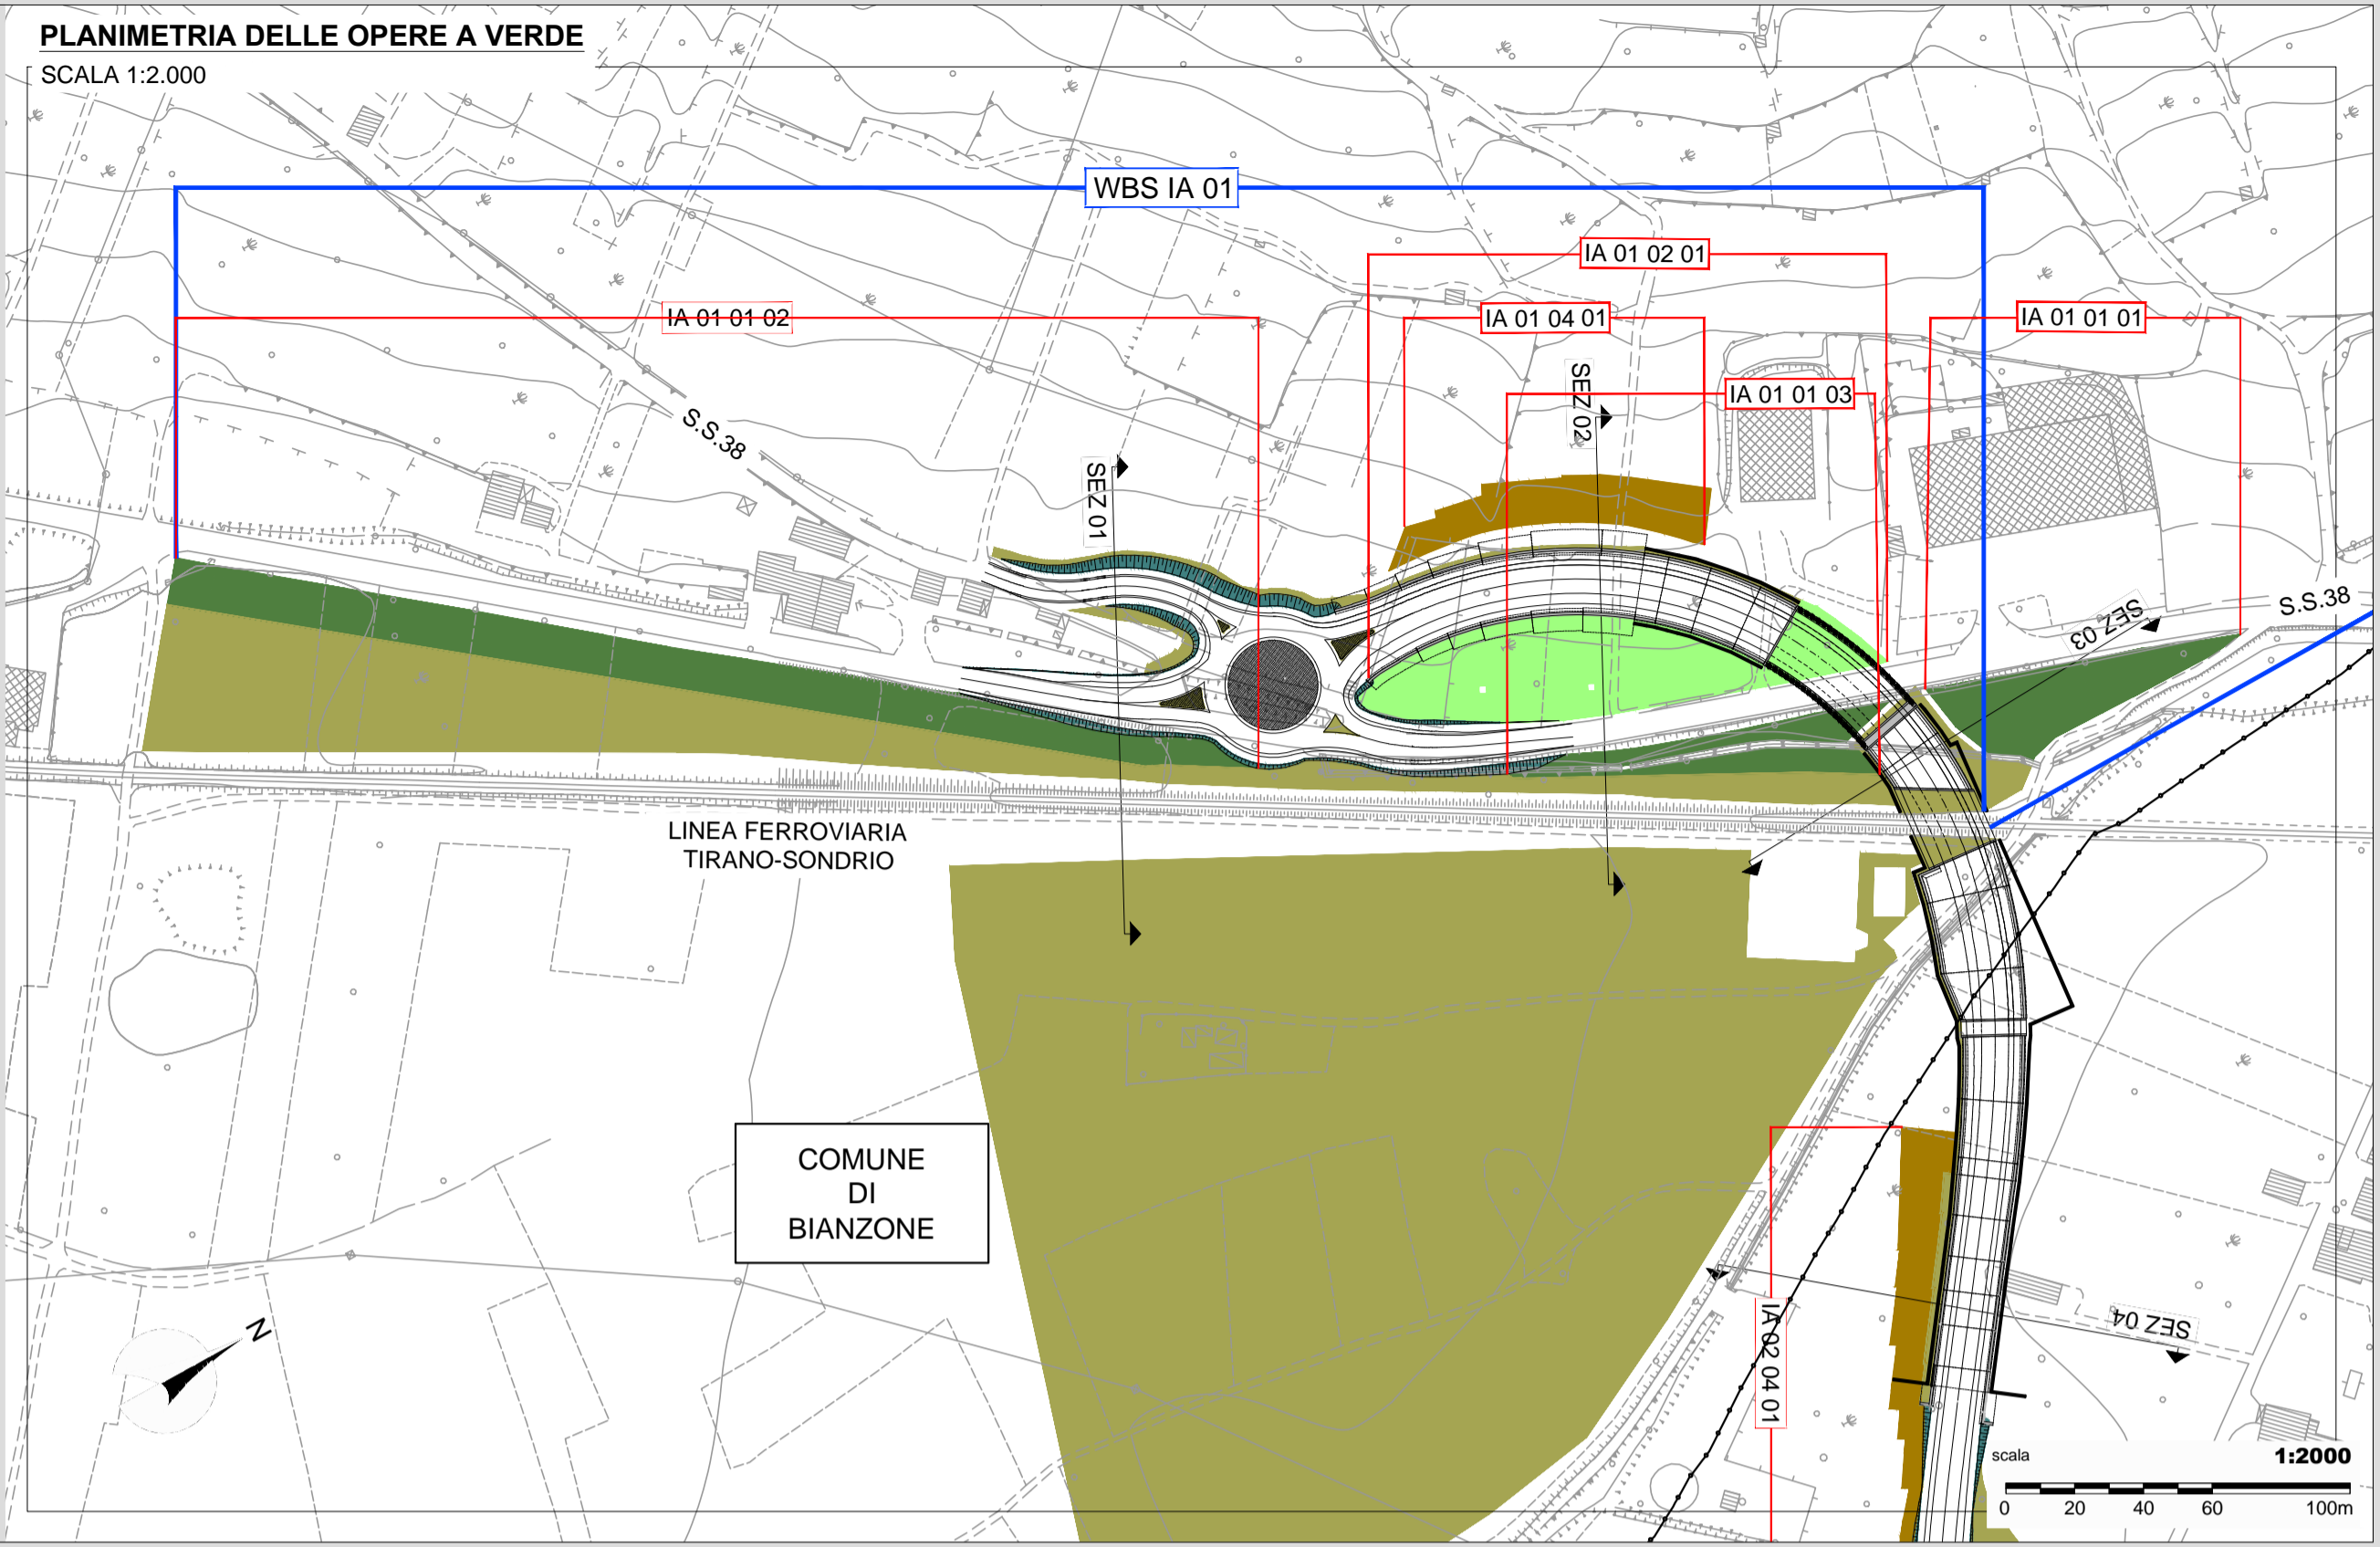 PLANIMETRIA DELLE OPERE A VERDE
SCALA 1:2.000
WBS IA 01
IA 01 02 01
IA 01 01 02
IA 01 04 01
IA 01 01 01
IA 01 01 03
S.S.38
SEZ 01
SEZ 02
SEZ 03
S.S.38
LINEA FERROVIARIA
TIRANO-SONDRIO
COMUNE
DI
BIANZONE
N
IA 02 04 01
SEZ 04
scala
1:2000
0 20 40 60 100m